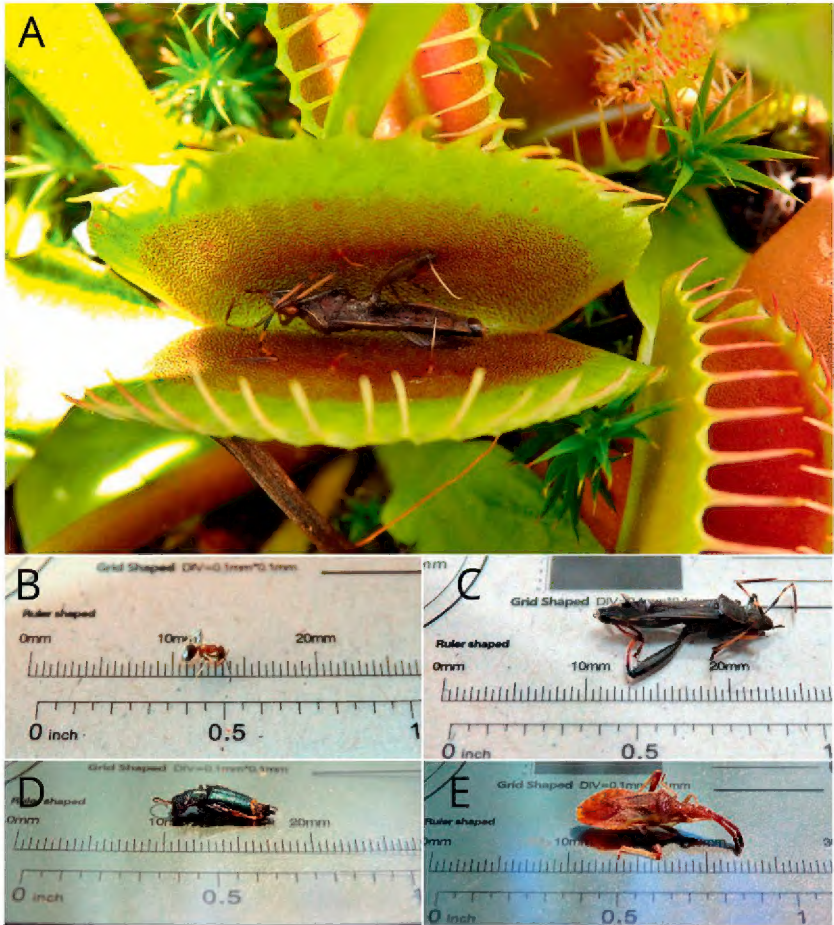 A
B
Grid Shaped DIV=0.1mm*0.1mm
Ruler shaped
0mm 10mm 20mm
0 inch 0.5 1
C
mm
Grid Shaped
Ruler shaped
0mm 10mm 20mm
0 inch 0.5 1
D
Grid Shaped DIV=0.1mm*0.1mm
Ruler shaped
0mm 20mm
0 inch 0.5 1
E
Grid Shaped DIV=0.1mm
Ruler shaped
0mm 10mm
0 inch 0.5 1